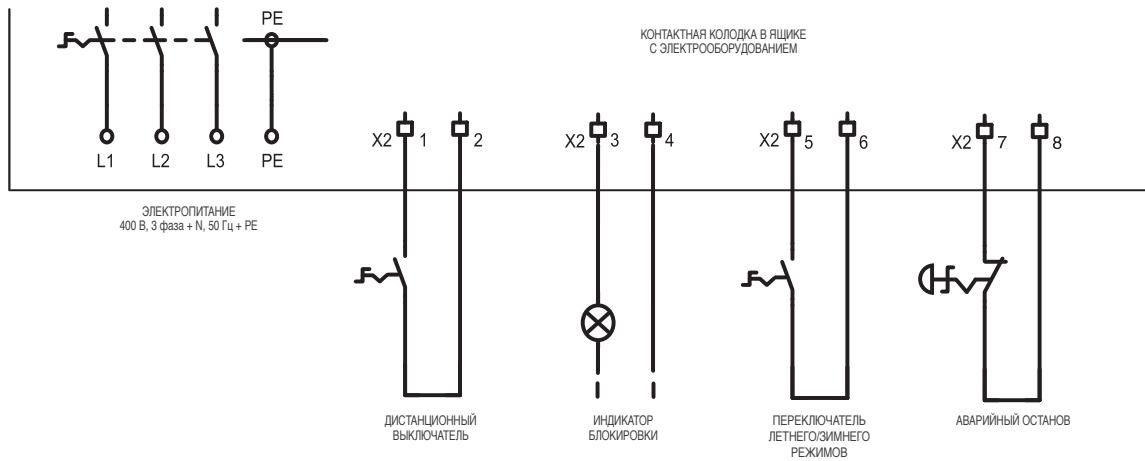 PE
КОНТАКТНАЯ КОЛОДКА В ЯЩИКЕ
С ЭЛЕКТРООБОРУДОВАНИЕМ
X2 1 2 X2 3 4 X2 5 6 X2 7 8
L1 L2 L3 PE
ЭЛЕКТРОПИТАНИЕ
400 В, 3 фаза + N, 50 Гц + PE
ДИСТАНЦИОННЫЙ
ВЫКЛЮЧАТЕЛЬ
ИНДИКАТОР
БЛОКИРОВКИ
ПЕРЕКЛЮЧАТЕЛЬ
ЛЕТНЕГО/ЗИМНЕГО
РЕЖИМОВ
АВАРИЙНЫЙ ОСТАНОВ